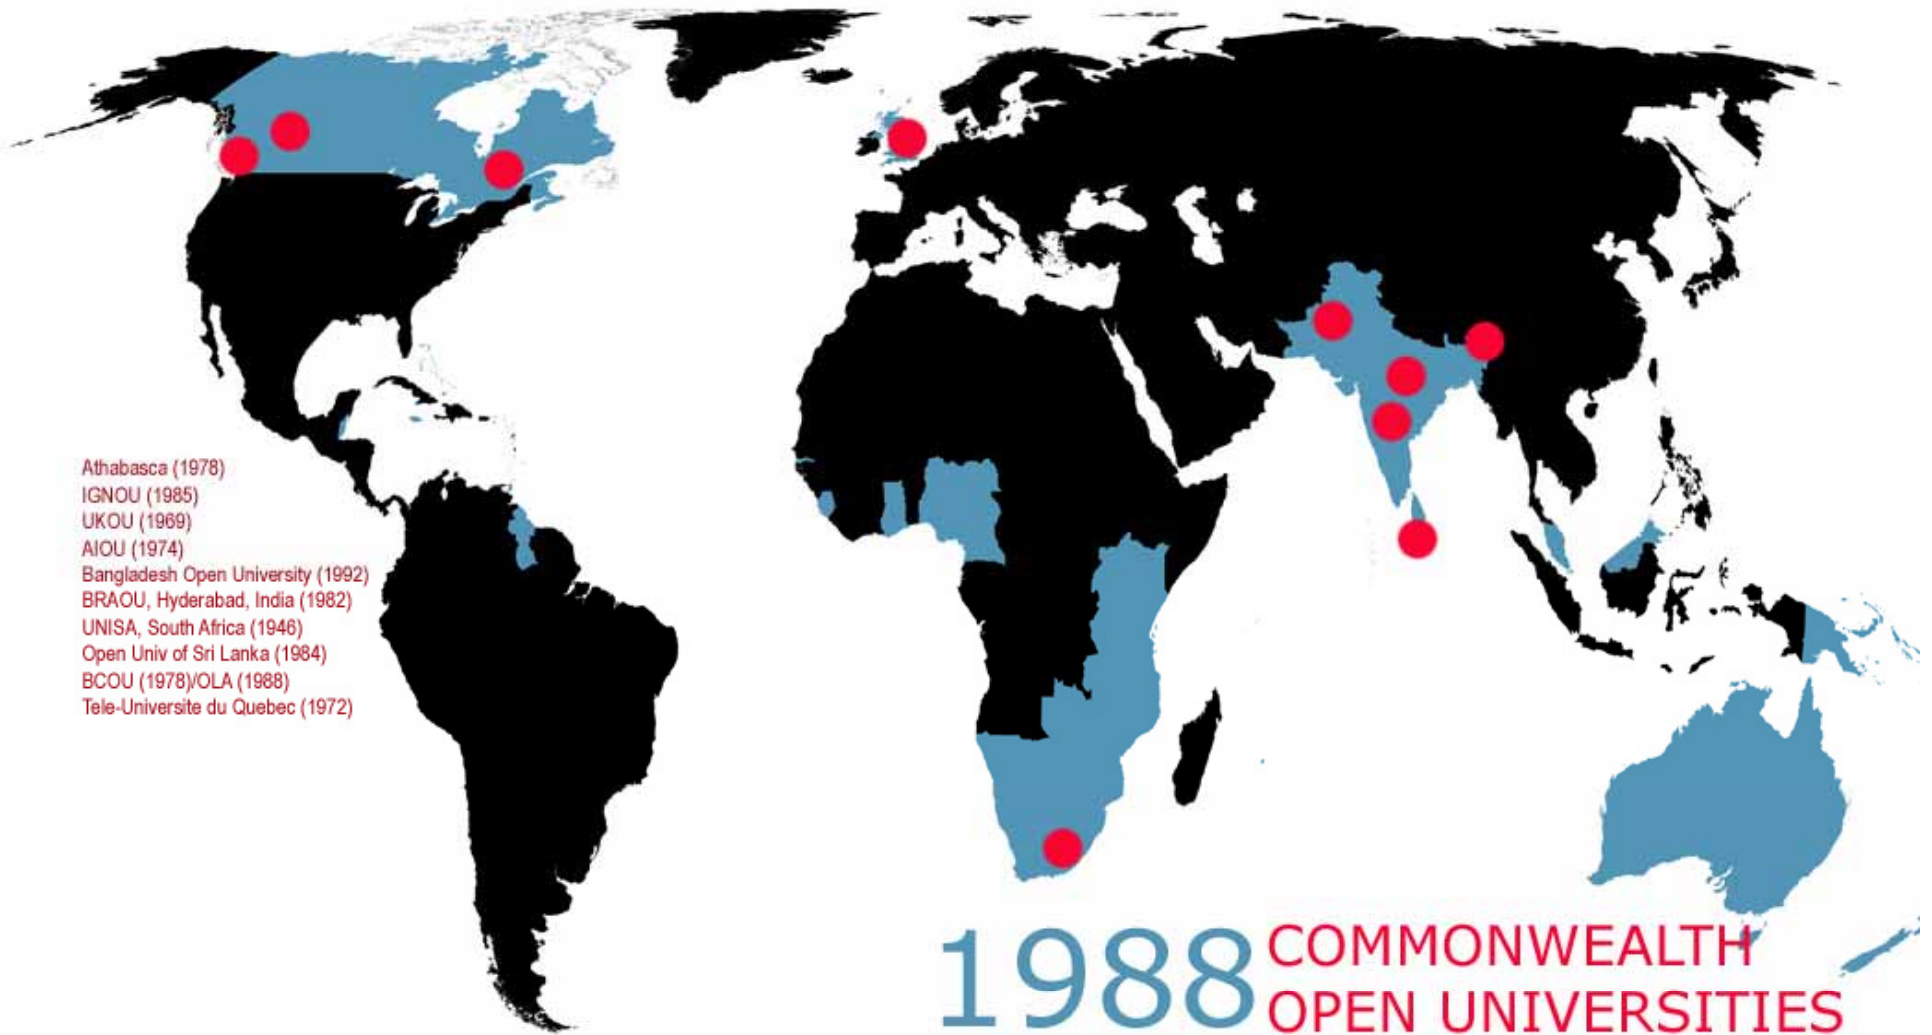 Athabasca (1978)
IGNOU (1985)
UKOU (1969)
AIOU (1974)
Bangladesh Open University (1992)
BRAOU, Hyderabad, India (1982)
UNISA, South Africa (1946)
Open Univ of Sri Lanka (1984)
BCOU (1978)/OLA (1988)
Tele-Universite du Quebec (1972)
1988 COMMONWEALTH
OPEN UNIVERSITIES